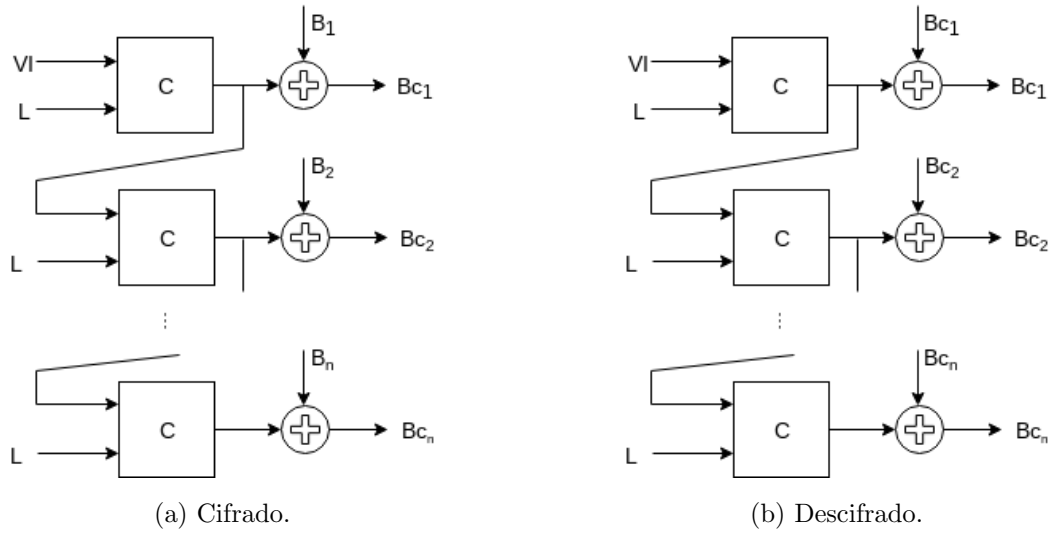 B1 Bc1
VI VI
C Bc1 C Bc1
L L
B2 Bc2
C Bc2 C Bc2
L L
Bn Bcn
C Bcn C Bcn
L L
(a) Cifrado. (b) Descifrado.